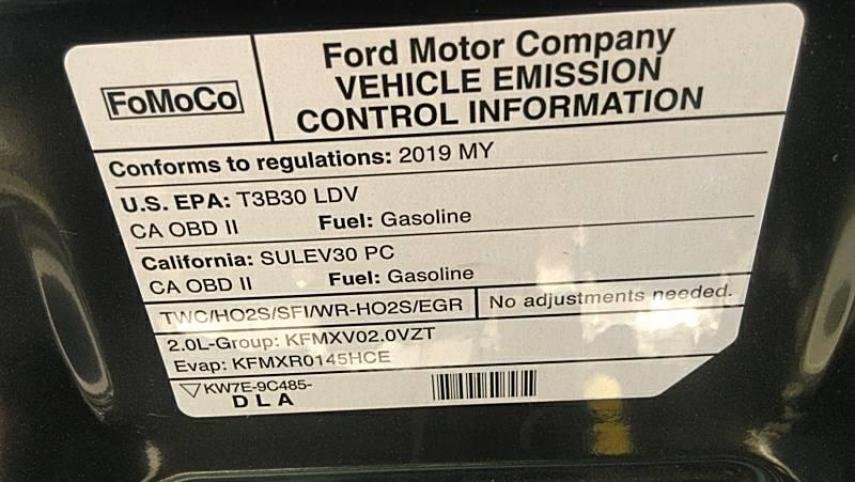 FoMoCo
Ford Motor Company
VEHICLE EMISSION
CONTROL INFORMATION
Conforms to regulations: 2019 MY
U.S. EPA: T3B30 LDV
CA OBD II Fuel: Gasoline
California: SULEV30 PC
CA OBD II Fuel: Gasoline
TWC/HO2S/SFI/WR-HO2S/EGR No adjustments needed.
2.0L-Group: KFMXV02.0VZT
Evap: KFMXR0145HCE
KW7E-9C485-
DLA